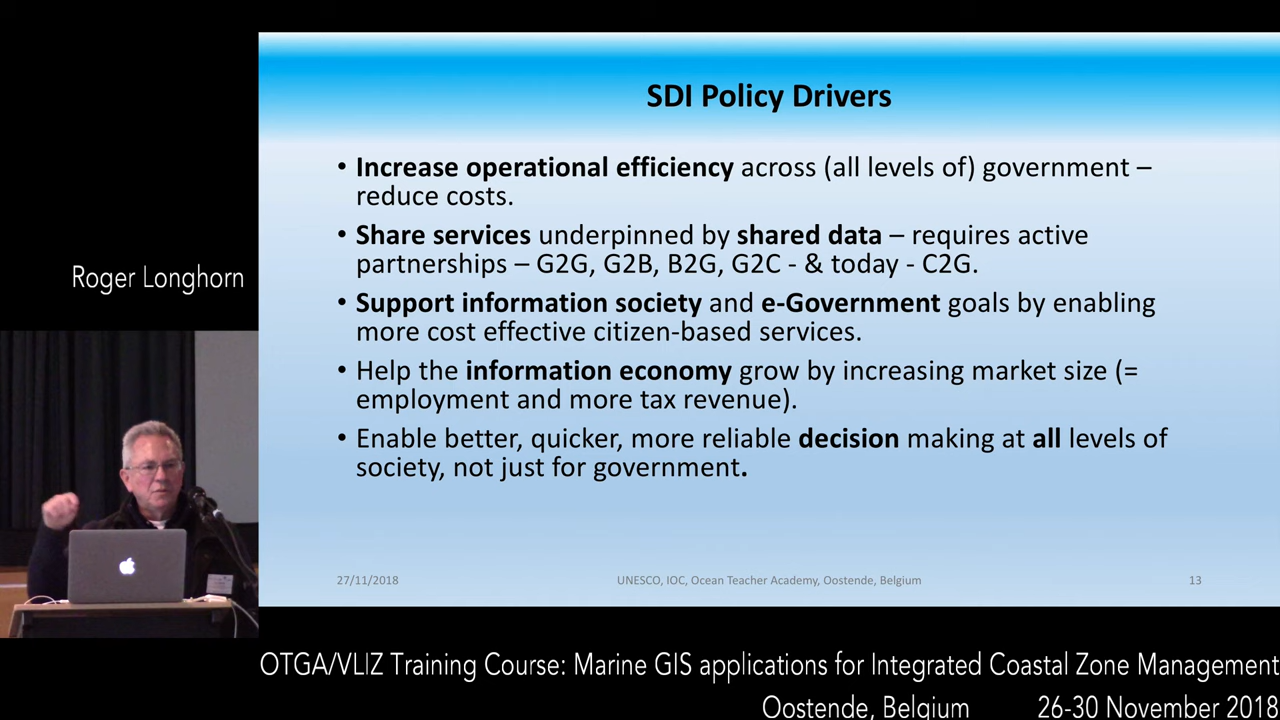 SDI Policy Drivers
• Increase operational efficiency across (all levels of) government –
reduce costs.
• Share services underpinned by shared data – requires active
partnerships – G2G, G2B, B2G, G2C - & today - C2G.
• Support information society and e-Government goals by enabling
more cost effective citizen-based services.
• Help the information economy grow by increasing market size (=
employment and more tax revenue).
• Enable better, quicker, more reliable decision making at all levels of
society, not just for government.
27/11/2018
UNESCO, IOC, Ocean Teacher Academy, Oostende, Belgium
13
Roger Longhorn
OTGA/VLIZ Training Course: Marine GIS applications for Integrated Coastal Zone Management
Oostende, Belgium 26-30 November 2018